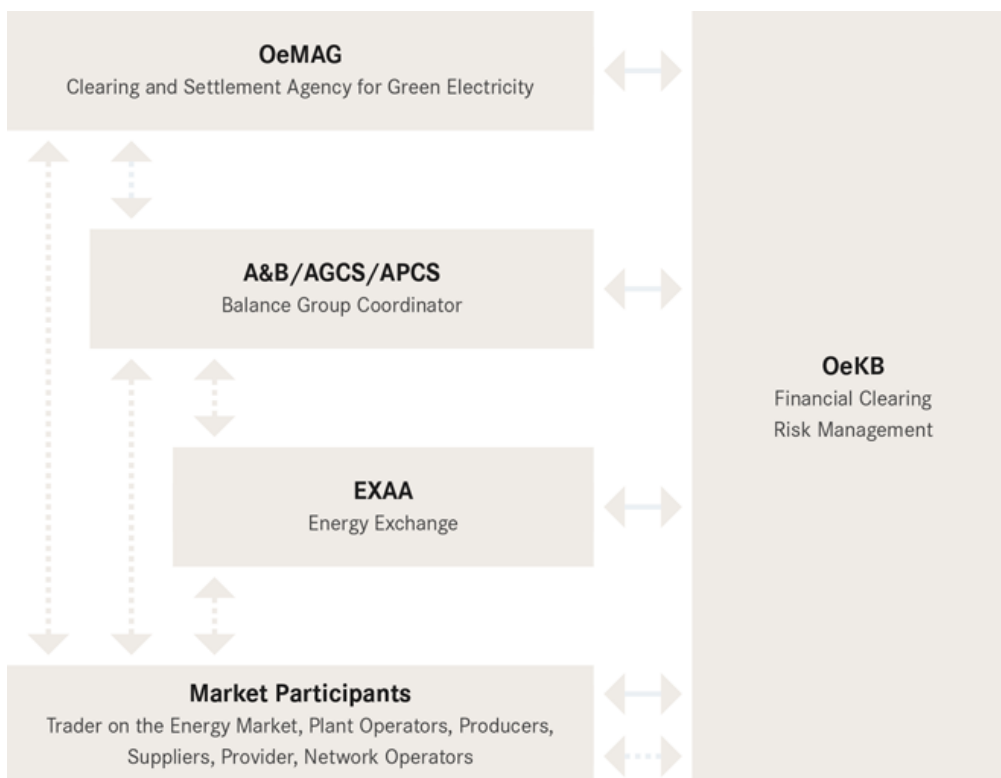 OeMAG
Clearing and Settlement Agency for Green Electricity
A&B/AGCS/APCS
Balance Group Coordinator
OeKB
Financial Clearing
Risk Management
EXAA
Energy Exchange
Market Participants
Trader on the Energy Market, Plant Operators, Producers,
Suppliers, Provider, Network Operators